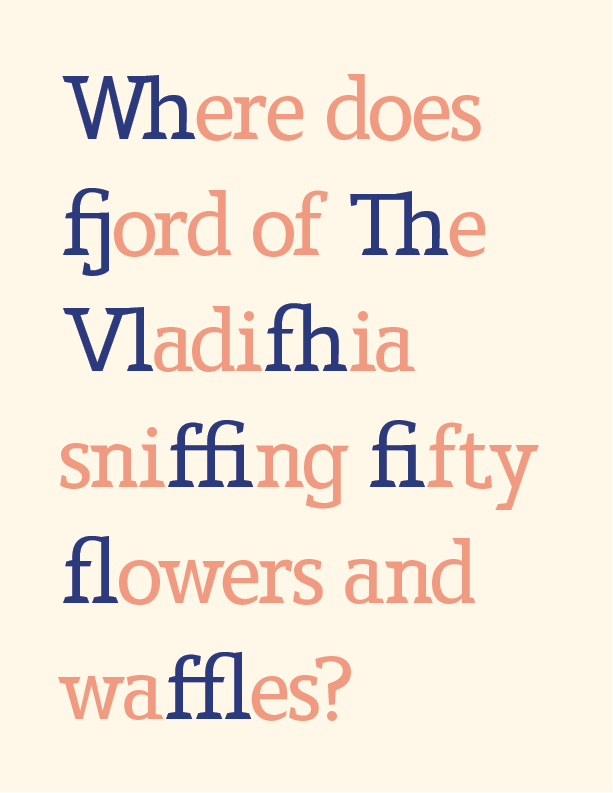 Where does
fjord of The
Vladifhia
sniffing fifty
flowers and
waffles?